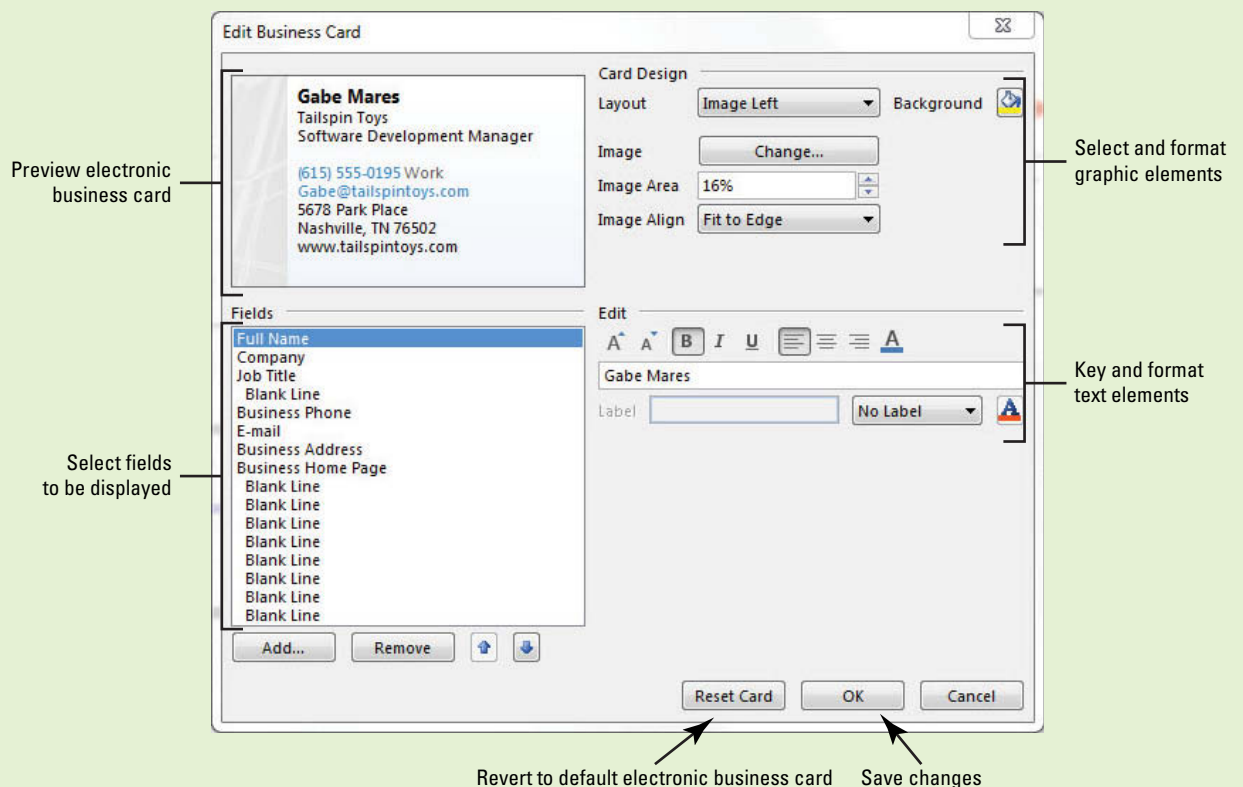 Edit Business Card
Preview electronic
business card
Gabe Mares
Tailspin Toys
Software Development Manager
(615) 555-0195 Work
Gabe@tailspintoys.com
5678 Park Place
Nashville, TN 76502
www.tailspintoys.com
Card Design
Layout Image Left Background
Image Change...
Image Area 16%
Image Align Fit to Edge
Select and format
graphic elements
Select fields
to be displayed
Fields
Full Name
Company
Job Title
Blank Line
Business Phone
E-mail
Business Address
Business Home Page
Blank Line
Blank Line
Blank Line
Blank Line
Blank Line
Blank Line
Blank Line
Blank Line
Add... Remove
Edit
A A B I U A
Gabe Mares
Label No Label A
Key and format
text elements
Reset Card OK Cancel
Revert to default electronic business card Save changes